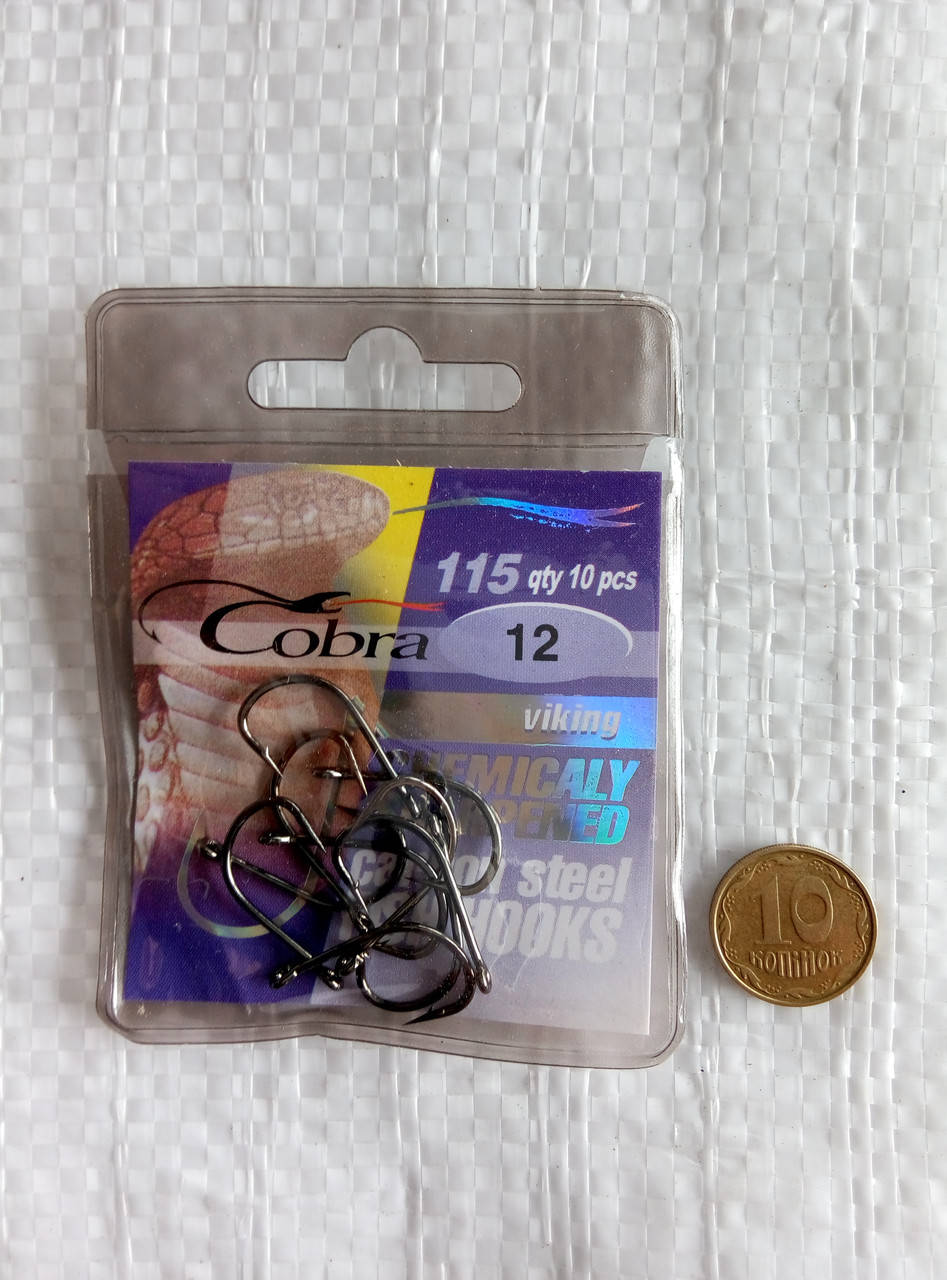 115 qty 10 pcs
Cobra
12
viking
CHEMICALY
SHARPENED
carbon steel
HOOKS
10
КОПІЙОК